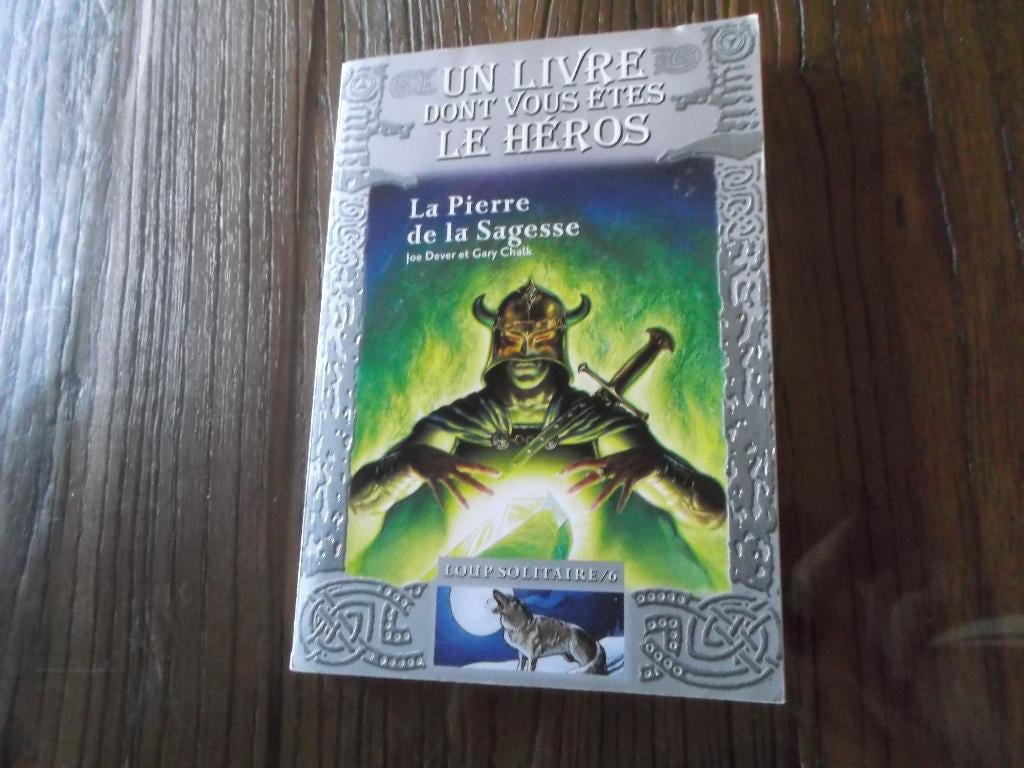 UN LIVRE
DONT VOUS ÊTES
LE HÉROS
La Pierre
de la Sagesse
Joe Dever et Gary Chalk
LOUP SOLITAIRE/6